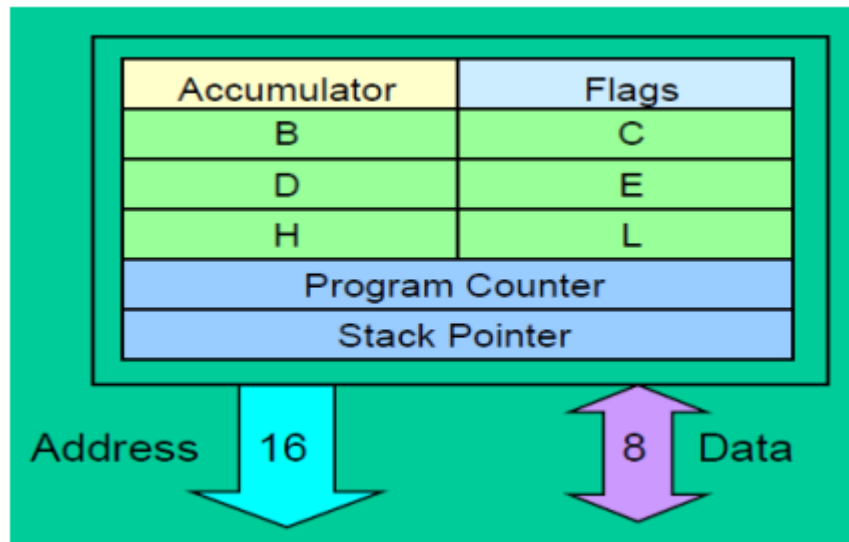 Accumulator Flags
B C
D E
H L
Program Counter
Stack Pointer
Address 16 8 Data